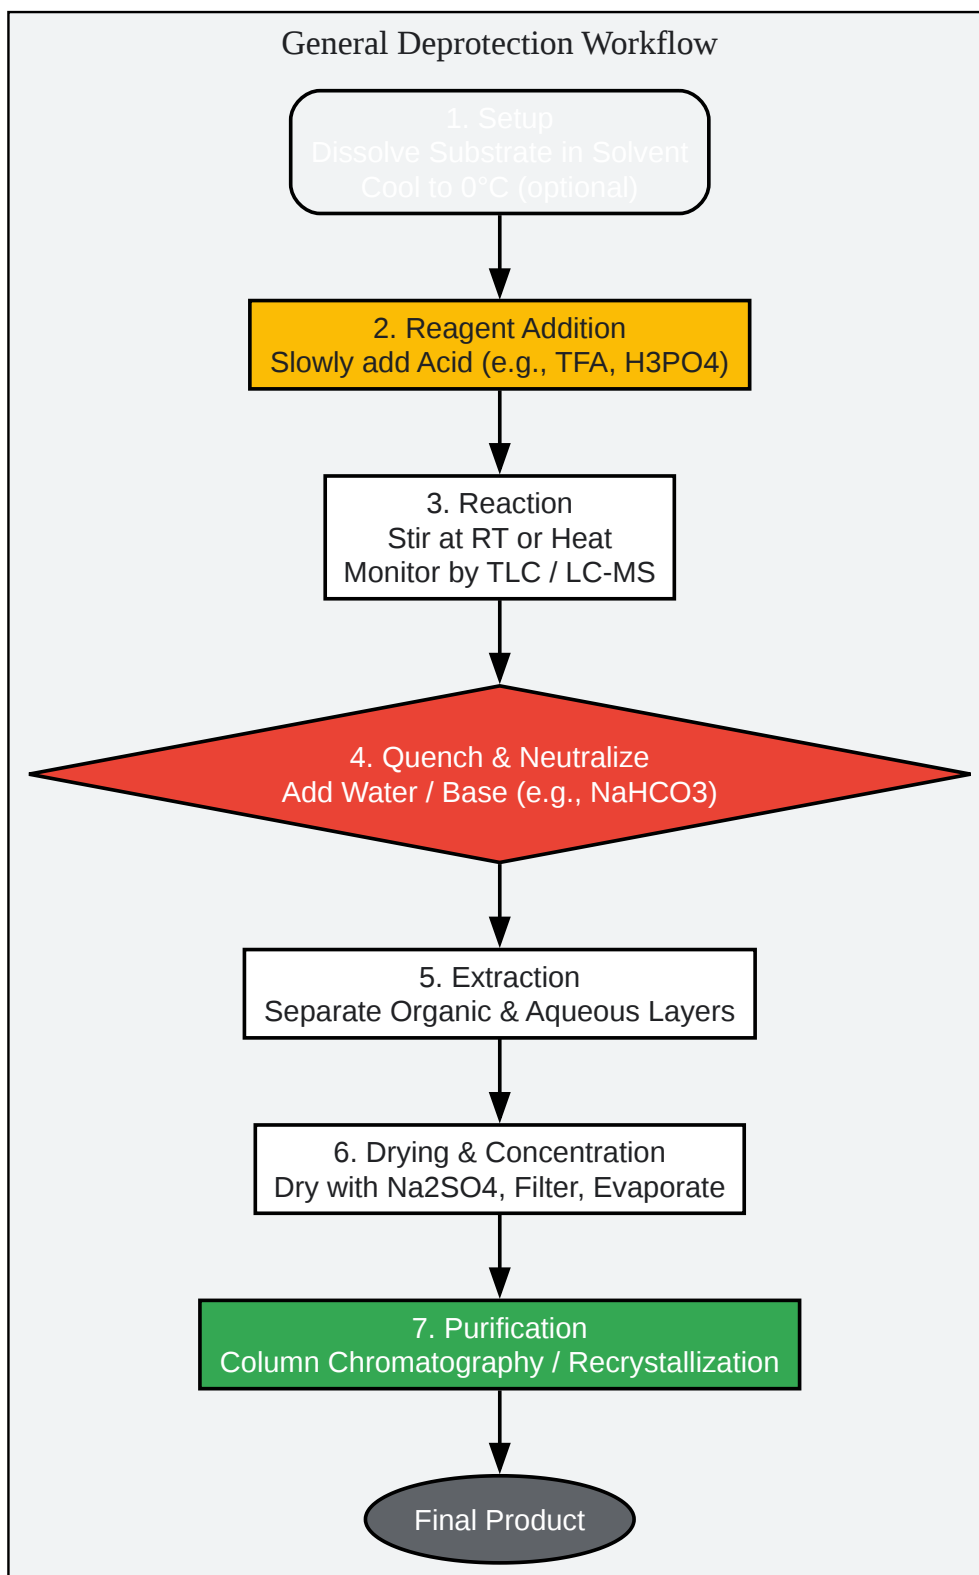 General Deprotection Workflow
1. Setup
Dissolve Substrate in Solvent
Cool to 0°C (optional)
2. Reagent Addition
Slowly add Acid (e.g., TFA, H3PO4)
3. Reaction
Stir at RT or Heat
Monitor by TLC / LC-MS
4. Quench & Neutralize
Add Water / Base (e.g., NaHCO3)
5. Extraction
Separate Organic & Aqueous Layers
6. Drying & Concentration
Dry with Na2SO4, Filter, Evaporate
7. Purification
Column Chromatography / Recrystallization
Final Product